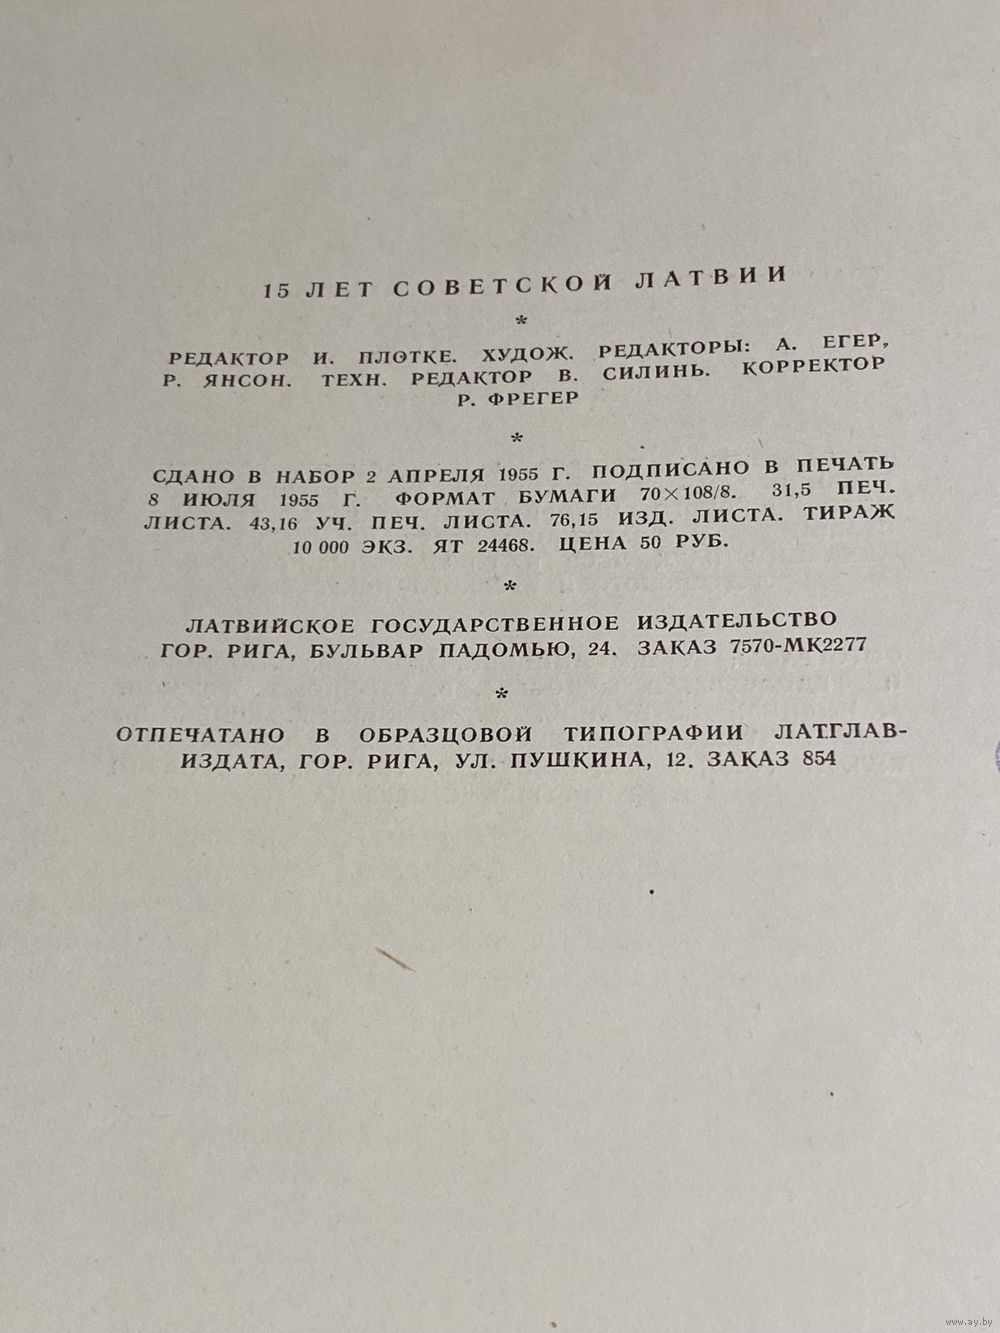 15 ЛЕТ СОВЕТСКОЙ ЛАТВИИ
*
РЕДАКТОР И. ПЛОТКЕ. ХУДОЖ. РЕДАКТОРЫ: А. ЕГЕР,
Р. ЯНСОН. ТЕХН. РЕДАКТОР В. СИЛИНЬ. КОРРЕКТОР
Р. ФРЕГЕР
*
СДАНО В НАБОР 2 АПРЕЛЯ 1955 Г. ПОДПИСАНО В ПЕЧАТЬ
8 ИЮЛЯ 1955 Г. ФОРМАТ БУМАГИ 70×108/8. 31,5 ПЕЧ.
ЛИСТА. 43,16 УЧ. ПЕЧ. ЛИСТА. 76,15 ИЗД. ЛИСТА. ТИРАЖ
10 000 ЭКЗ. ЯТ 24468. ЦЕНА 50 РУБ.
*
ЛАТВИЙСКОЕ ГОСУДАРСТВЕННОЕ ИЗДАТЕЛЬСТВО
ГОР. РИГА, БУЛЬВАР ПАДОМЬЮ, 24. ЗАКАЗ 7570-МК2277
*
ОТПЕЧАТАНО В ОБРАЗЦОВОЙ ТИПОГРАФИИ ЛАТГЛАВ-
ИЗДАТА, ГОР. РИГА, УЛ. ПУШКИНА, 12. ЗАКАЗ 854
www.ay.by